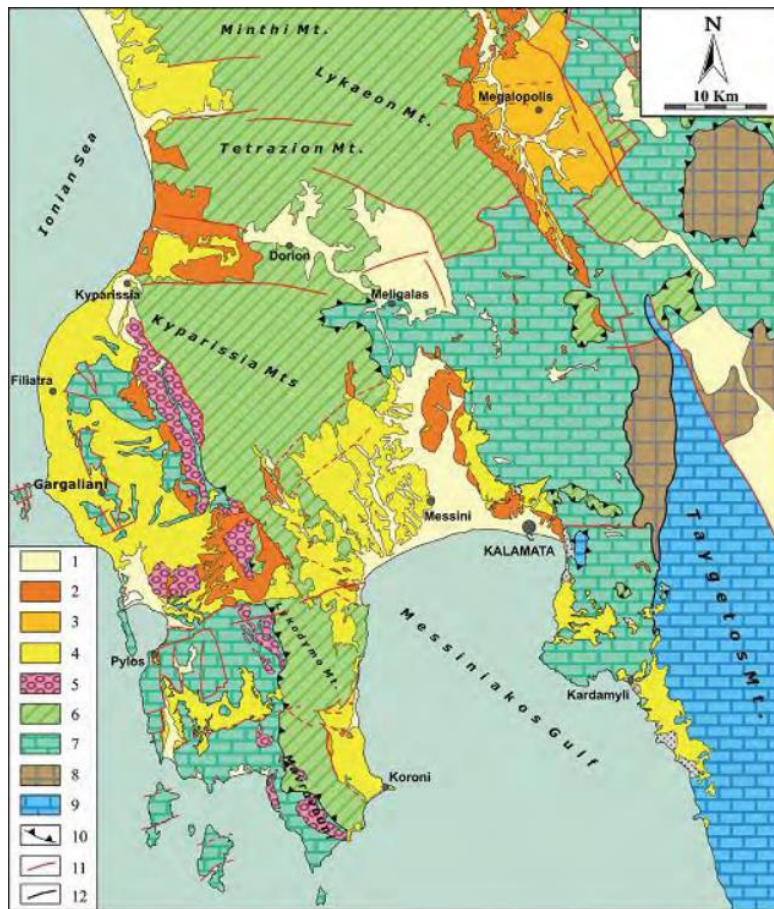 Minthi Mt.
N
Lykaeon Mt.
Megalopolis
10 Km
Tetrazion Mt.
Ionian Sea
Dorion
Kyparissia
Meligalas
Kyparissia Mts
Filiatra
Gargaliani
Messini
KALAMATA
Taygetos Mt.
1
2
3
4
5
6
7
8
9
10
11
12
Messiniakos Gulf
Pylos
Kardamyli
Koroni